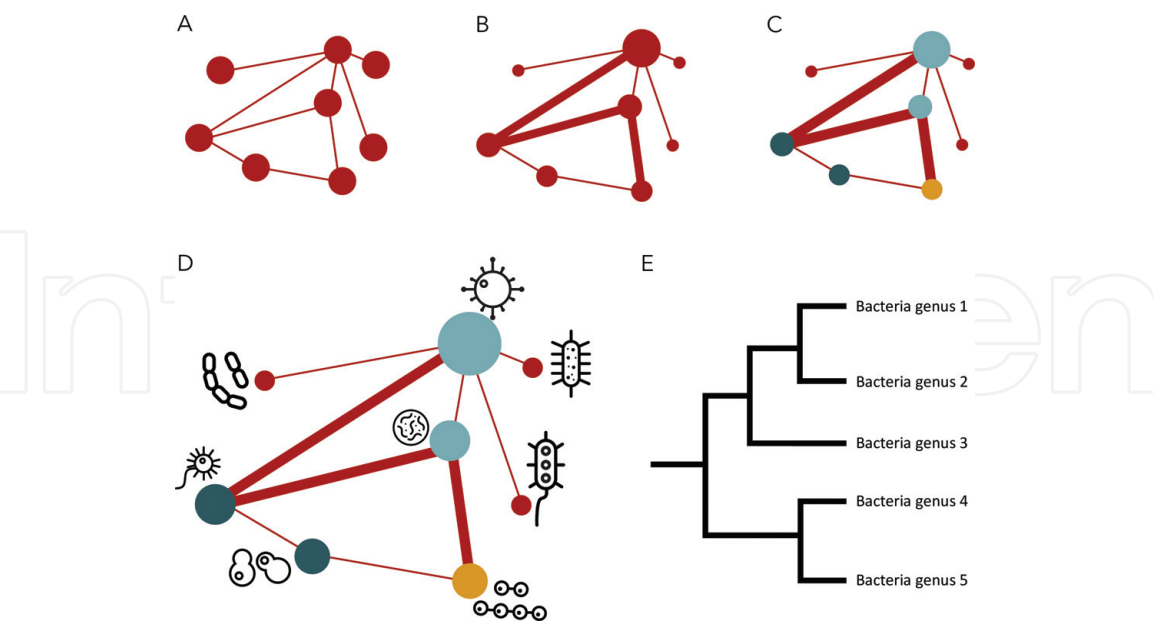 A
B
C
D
E
Bacteria genus 1
Bacteria genus 2
Bacteria genus 3
Bacteria genus 4
Bacteria genus 5